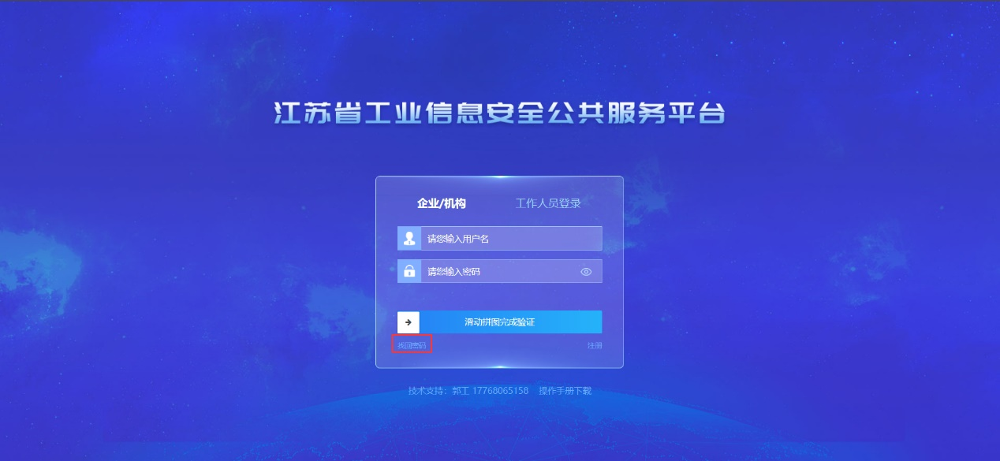 江苏省工业信息安全公共服务平台
企业/机构 工作人员登录
请您输入用户名
请您输入密码
滑动拼图完成验证
找回密码 注册
技术支持：郭工 17768065158 操作手册下载